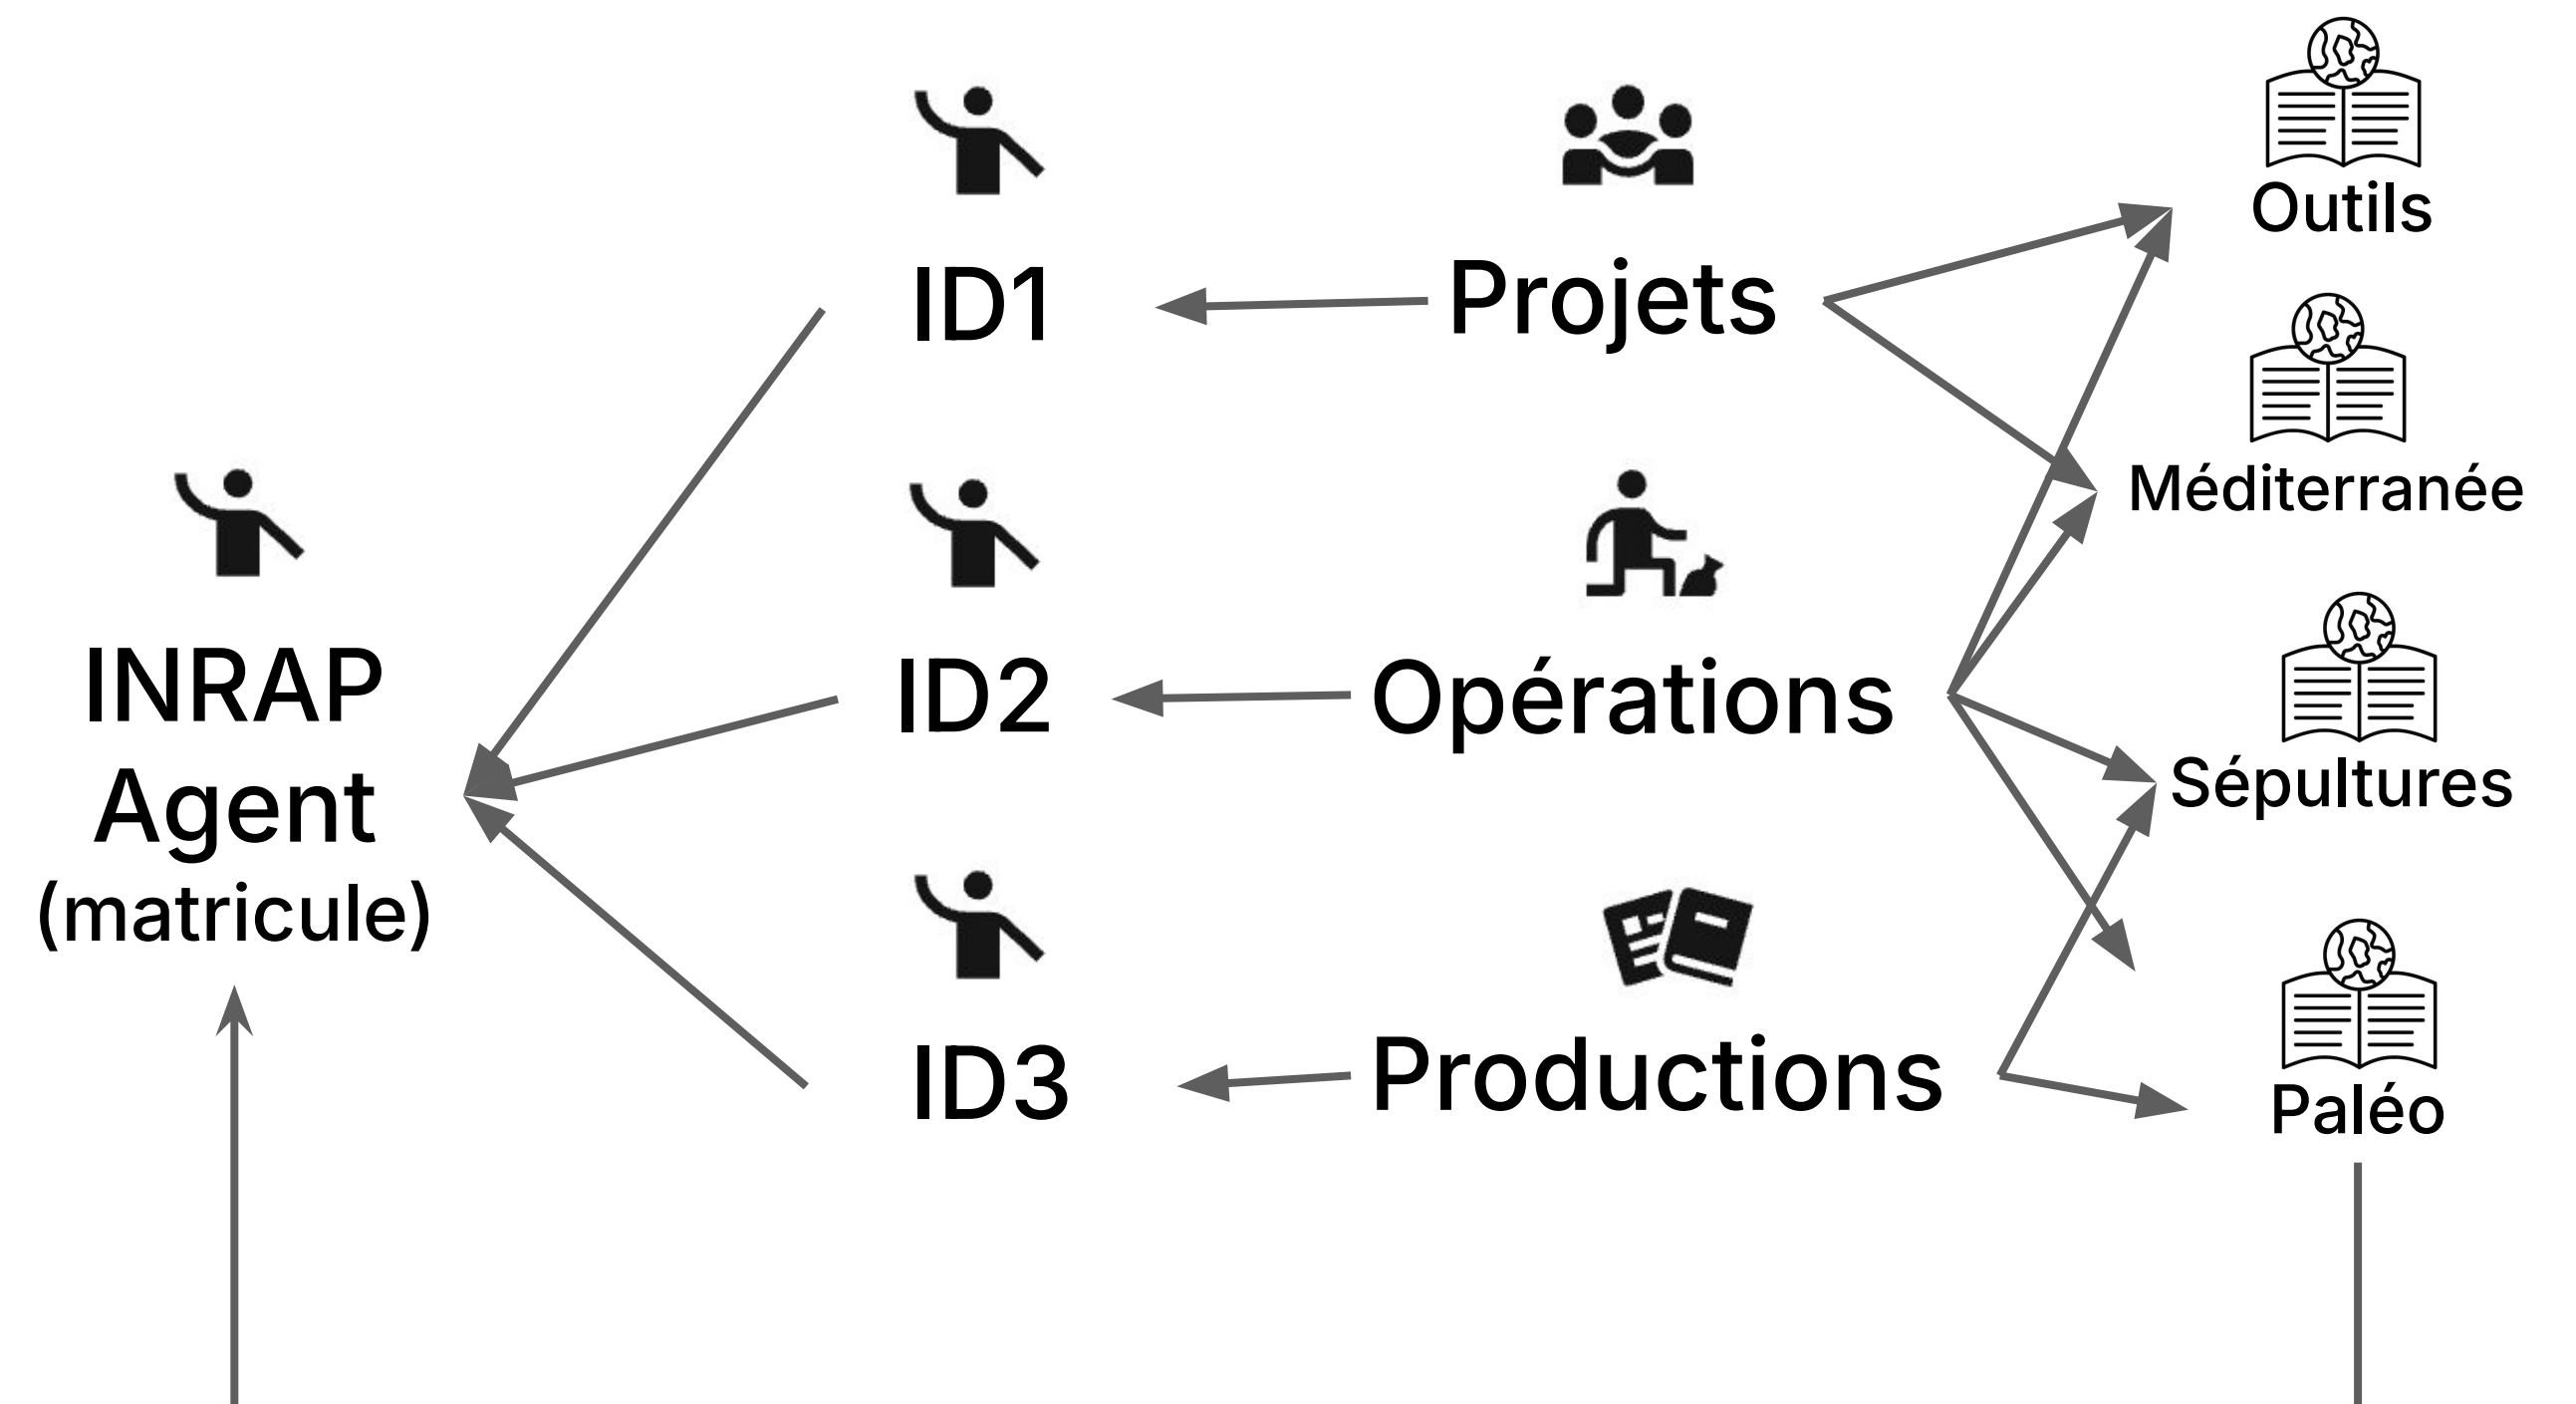 Outils
ID1
Projets
Méditerranée
INRAP
Agent
(matricule)
ID2
Opérations
Sépultures
ID3
Productions
Paléo